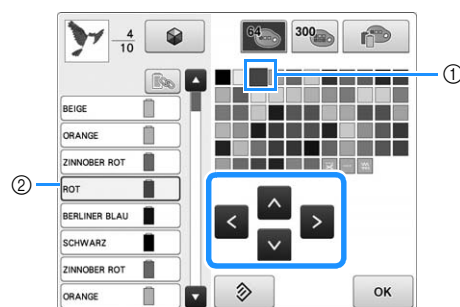 4
10
64
300
①
BEIGE
ORANGE
ZINNOBER ROT
② ROT
BERLINER BLAU
SCHWARZ
ZINNOBER ROT
ORANGE
OK